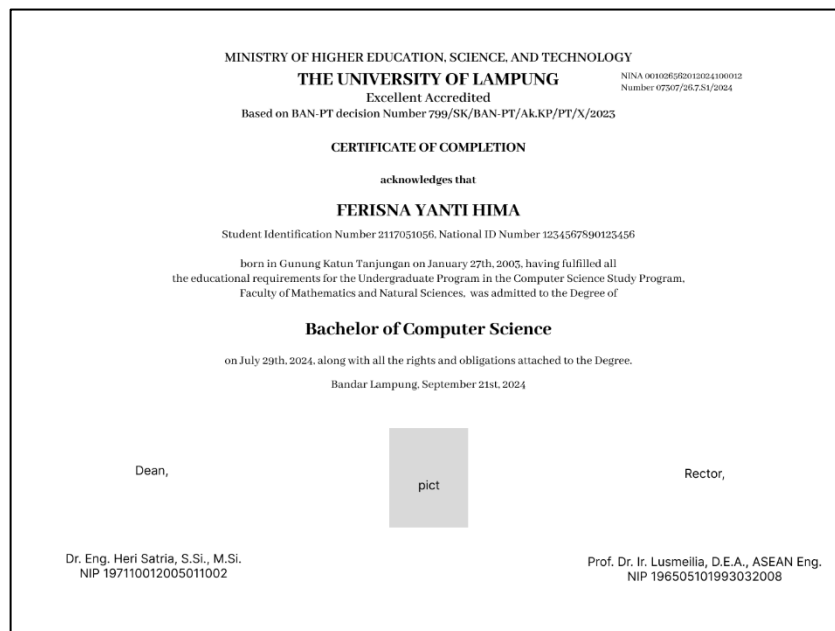 MINISTRY OF HIGHER EDUCATION, SCIENCE, AND TECHNOLOGY
THE UNIVERSITY OF LAMPUNG
NINA 001026562012024100012
Number 07307/26.7.S1/2024
Excellent Accredited
Based on BAN-PT decision Number 799/SK/BAN-PT/Ak.KP/PT/X/2023
CERTIFICATE OF COMPLETION
acknowledges that
FERISNA YANTI HIMA
Student Identification Number 2117051056, National ID Number 1234567890123456
born in Gunung Katun Tanjungan on January 27th, 2003, having fulfilled all
the educational requirements for the Undergraduate Program in the Computer Science Study Program,
Faculty of Mathematics and Natural Sciences, was admitted to the Degree of
Bachelor of Computer Science
on July 29th, 2024, along with all the rights and obligations attached to the Degree.
Bandar Lampung, September 21st, 2024
Dean,
pict
Rector,
Dr. Eng. Heri Satria, S.Si., M.Si.
NIP 197110012005011002
Prof. Dr. Ir. Lusmeilia, D.E.A., ASEAN Eng.
NIP 196505101993032008